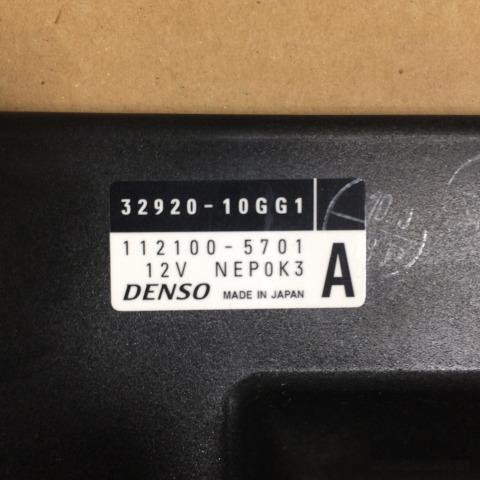 32920-10GG1
112100-5701
12V NEP0K3
A
DENSO MADE IN JAPAN